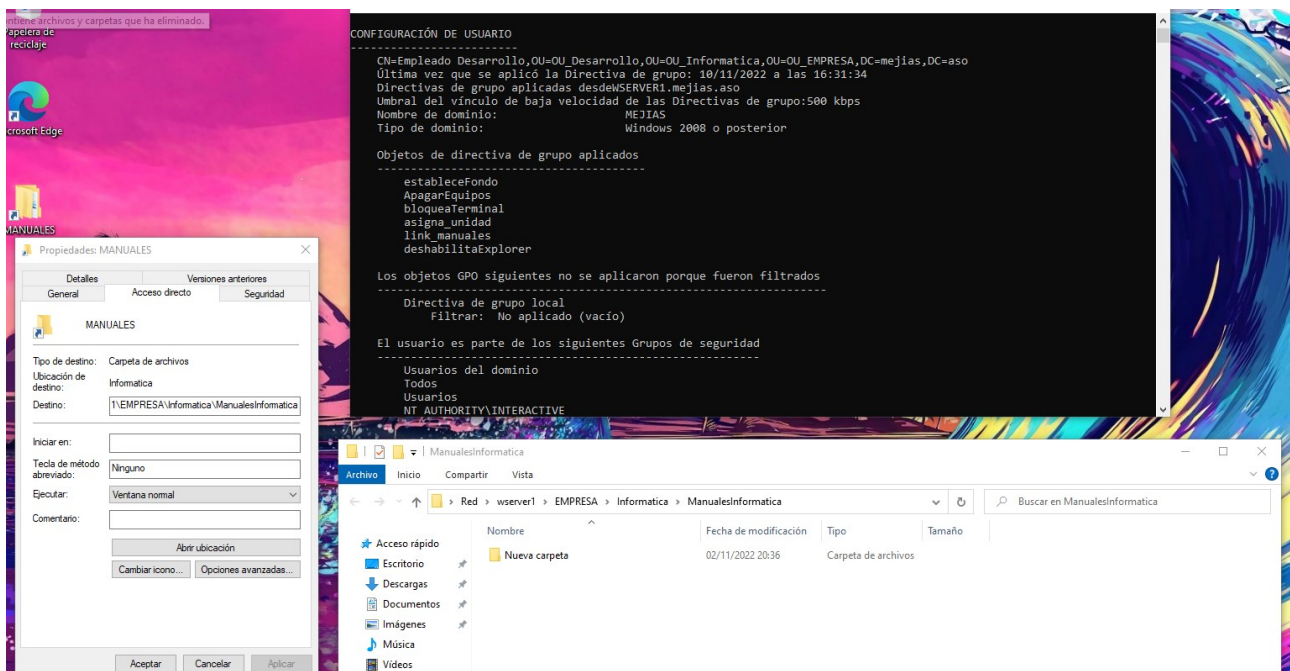 ntiene archivos y carpetas que ha eliminado.
Papelera de
reciclaje
crosoft Edge
MANUALES
CONFIGURACIÓN DE USUARIO
------------------------
CN=Empleado Desarrollo,OU=OU_Desarrollo,OU=OU_Informatica,OU=OU_EMPRESA,DC=mejias,DC=aso
Última vez que se aplicó la Directiva de grupo: 10/11/2022 a las 16:31:34
Directivas de grupo aplicadas desdeWSERVER1.mejias.aso
Umbral del vínculo de baja velocidad de las Directivas de grupo:500 kbps
Nombre de dominio: MEJIAS
Tipo de dominio: Windows 2008 o posterior
Objetos de directiva de grupo aplicados
---------------------------------------
estableceFondo
ApagarEquipos
bloqueaTerminal
asigna_unidad
link_manuales
deshabilitaExplorer
Los objetos GPO siguientes no se aplicaron porque fueron filtrados
------------------------------------------------------------------
Directiva de grupo local
Filtrar: No aplicado (vacío)
El usuario es parte de los siguientes Grupos de seguridad
---------------------------------------------------------
Usuarios del dominio
Todos
Usuarios
NT AUTHORITY\INTERACTIVE
Propiedades: MANUALES
Detalles Versiones anteriores
General Acceso directo Seguridad
MANUALES
Tipo de destino: Carpeta de archivos
Ubicación de
destino: Informatica
Destino: 1\EMPRESA\Informatica\ManualesInformatica
Iniciar en:
Tecla de método
abreviado: Ninguno
Ejecutar: Ventana normal
Comentario:
Abrir ubicación
Cambiar icono... Opciones avanzadas...
Aceptar Cancelar Aplicar
ManualesInformatica
Archivo Inicio Compartir Vista
Red > wserver1 > EMPRESA > Informatica > ManualesInformatica
Buscar en ManualesInformatica
Nombre Fecha de modificación Tipo Tamaño
Nueva carpeta 02/11/2022 20:36 Carpeta de archivos
Acceso rápido
Escritorio
Descargas
Documentos
Imágenes
Música
Vídeos